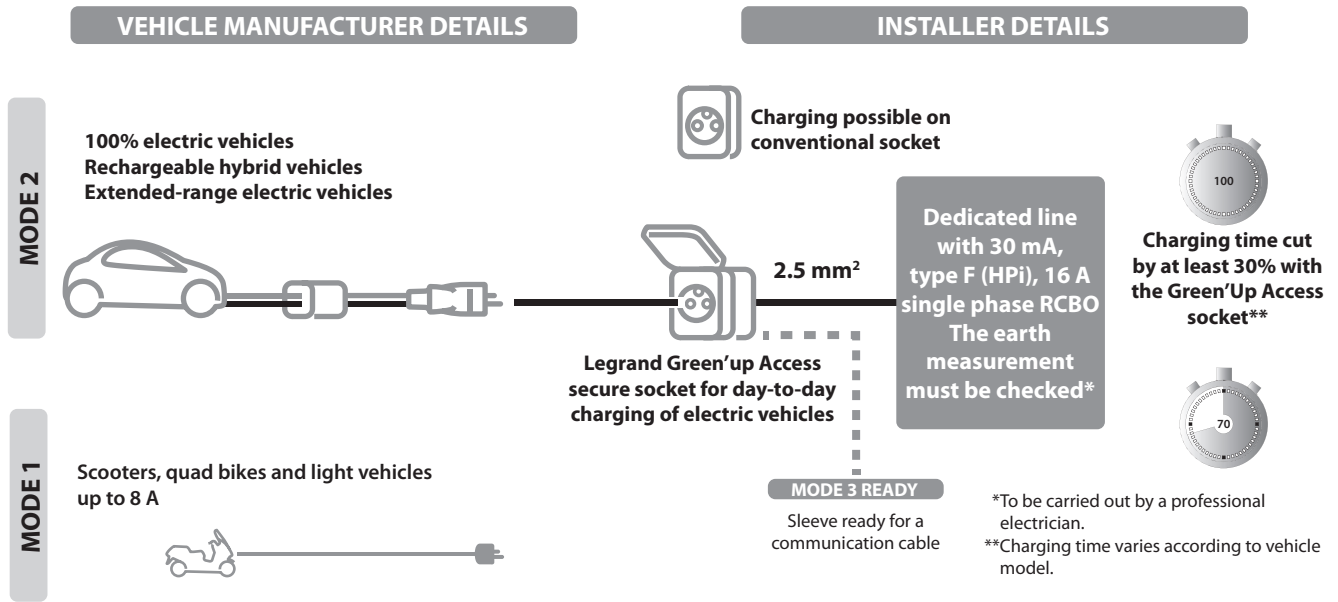 VEHICLE MANUFACTURER DETAILS
INSTALLER DETAILS
MODE 2
100% electric vehicles
Rechargeable hybrid vehicles
Extended-range electric vehicles
Charging possible on
conventional socket
2.5 mm²
Legrand Green'up Access
secure socket for day-to-day
charging of electric vehicles
Dedicated line
with 30 mA,
type F (HPi), 16 A
single phase RCBO
The earth
measurement
must be checked*
100
Charging time cut
by at least 30% with
the Green'Up Access
socket**
70
MODE 1
Scooters, quad bikes and light vehicles
up to 8 A
MODE 3 READY
Sleeve ready for a
communication cable
*To be carried out by a professional
electrician.
**Charging time varies according to vehicle
model.